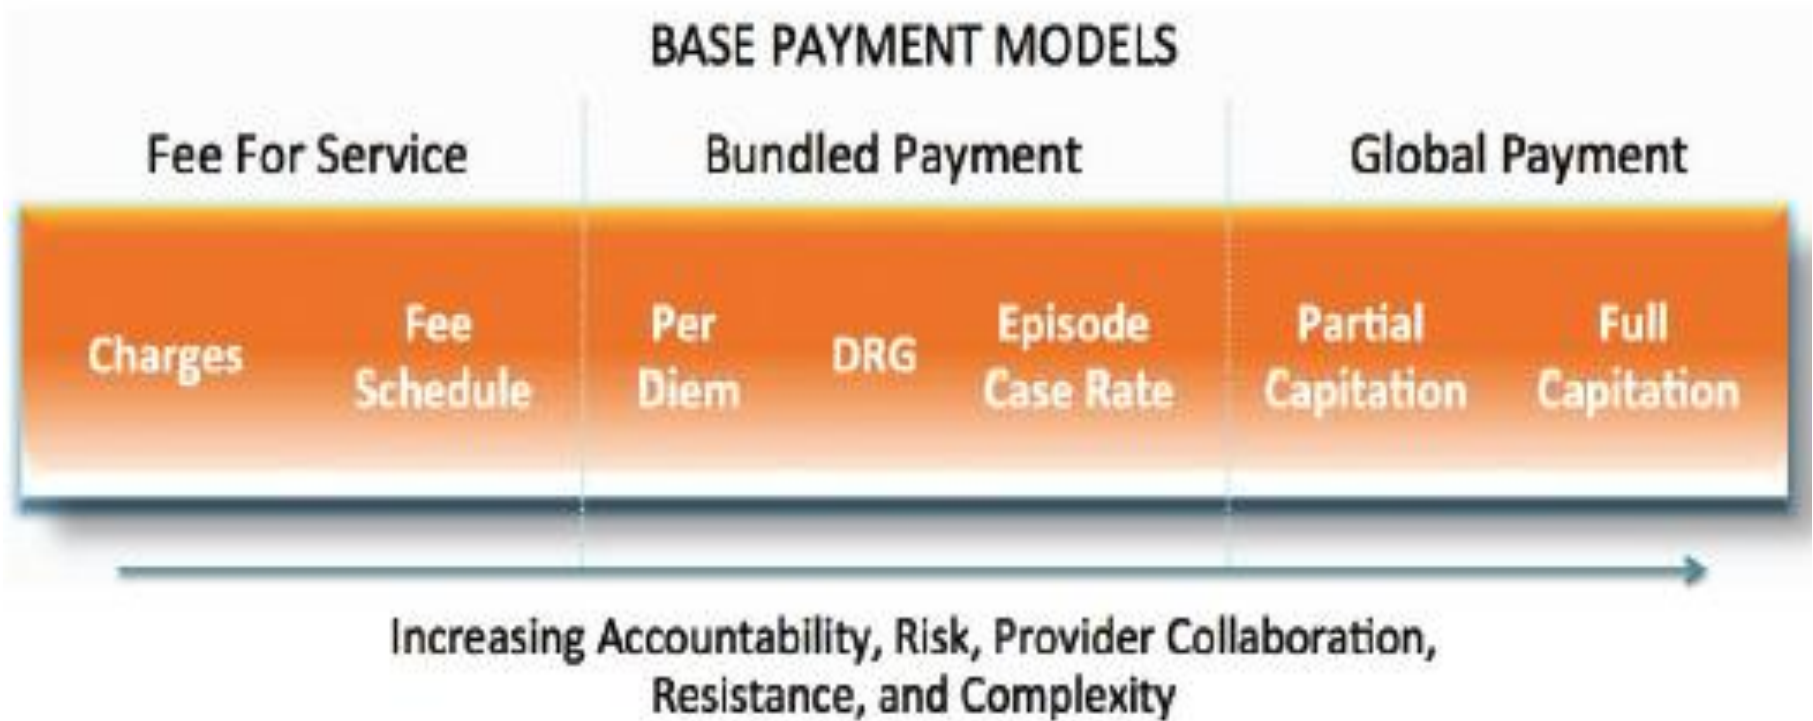 BASE PAYMENT MODELS
Fee For Service
Bundled Payment
Global Payment
Charges
Fee
Schedule
Per
Diem
DRG
Episode
Case Rate
Partial
Capitation
Full
Capitation
Increasing Accountability, Risk, Provider Collaboration,
Resistance, and Complexity